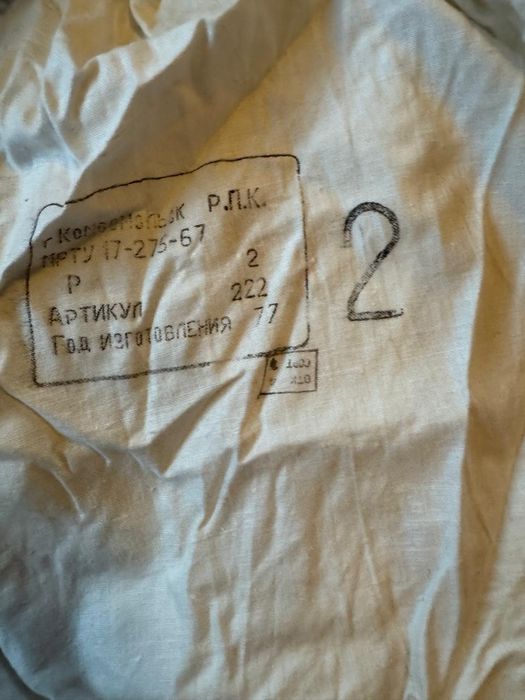 г Комсомольск Р.П.К.
МРТУ 17-276-67
Р 2
АРТИКУЛ 222
ГОД ИЗГОТОВЛЕНИЯ 77
2